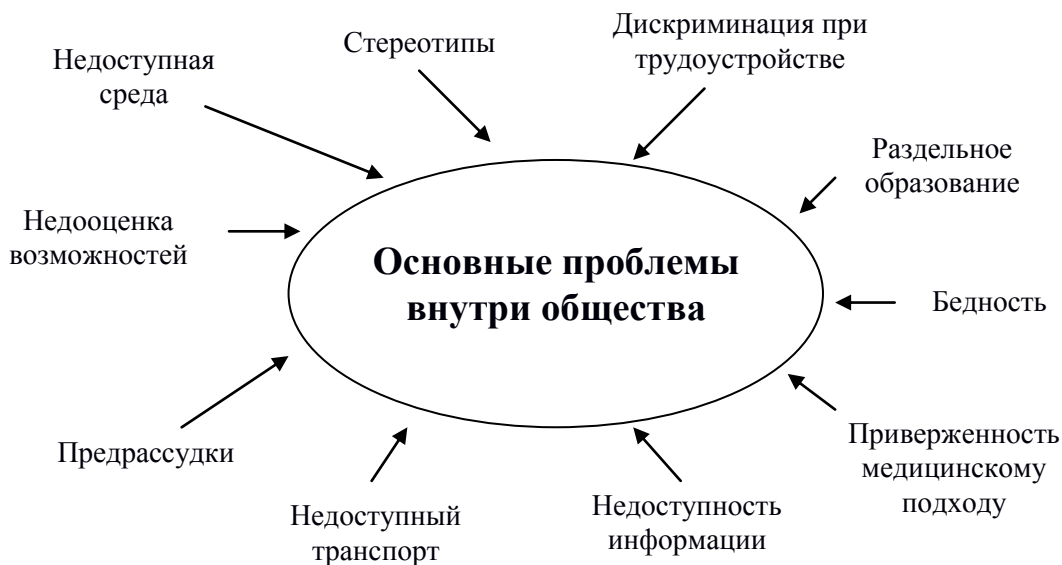 Стереотипы
Дискриминация при
трудоустройстве
Недоступная
среда
Раздельное
образование
Недооценка
возможностей
Основные проблемы
внутри общества
Бедность
Предрассудки
Приверженность
медицинскому
подходу
Недоступный
транспорт
Недоступность
информации